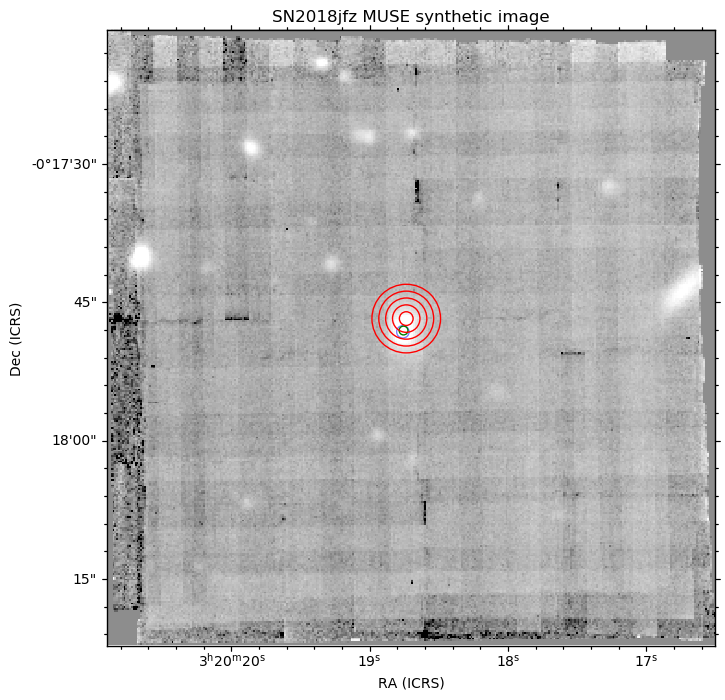 SN2018jfz MUSE synthetic image
-0°17'30"
45"
18'00"
15"
Dec (ICRS)
3ʰ20ᵐ20ˢ 19ˢ 18ˢ 17ˢ
RA (ICRS)